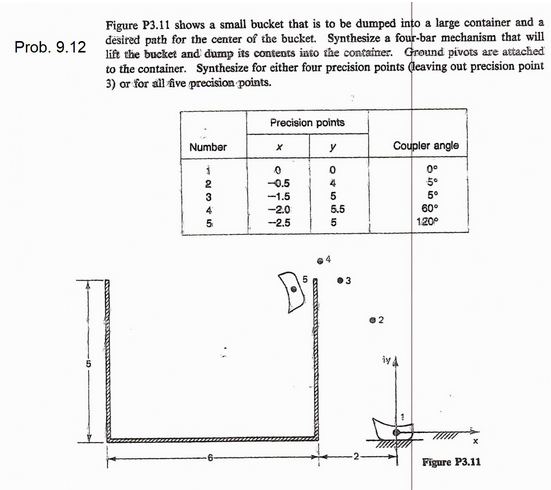 Prob. 9.12
Figure P3.11 shows a small bucket that is to be dumped into a large container and a
desired path for the center of the bucket. Synthesize a four-bar mechanism that will
lift the bucket and dump its contents into the container. Ground pivots are attached
to the container. Synthesize for either four precision points (leaving out precision point
3) or for all five precision points.
Precision points
Number x y Coupler angle
1 0 0 0°
2 -0.5 4 5°
3 -1.5 5 5°
4 -2.0 5.5 60°
5 -2.5 5 120°
4
5 3
2
5
iy
1
x
6 2
Figure P3.11